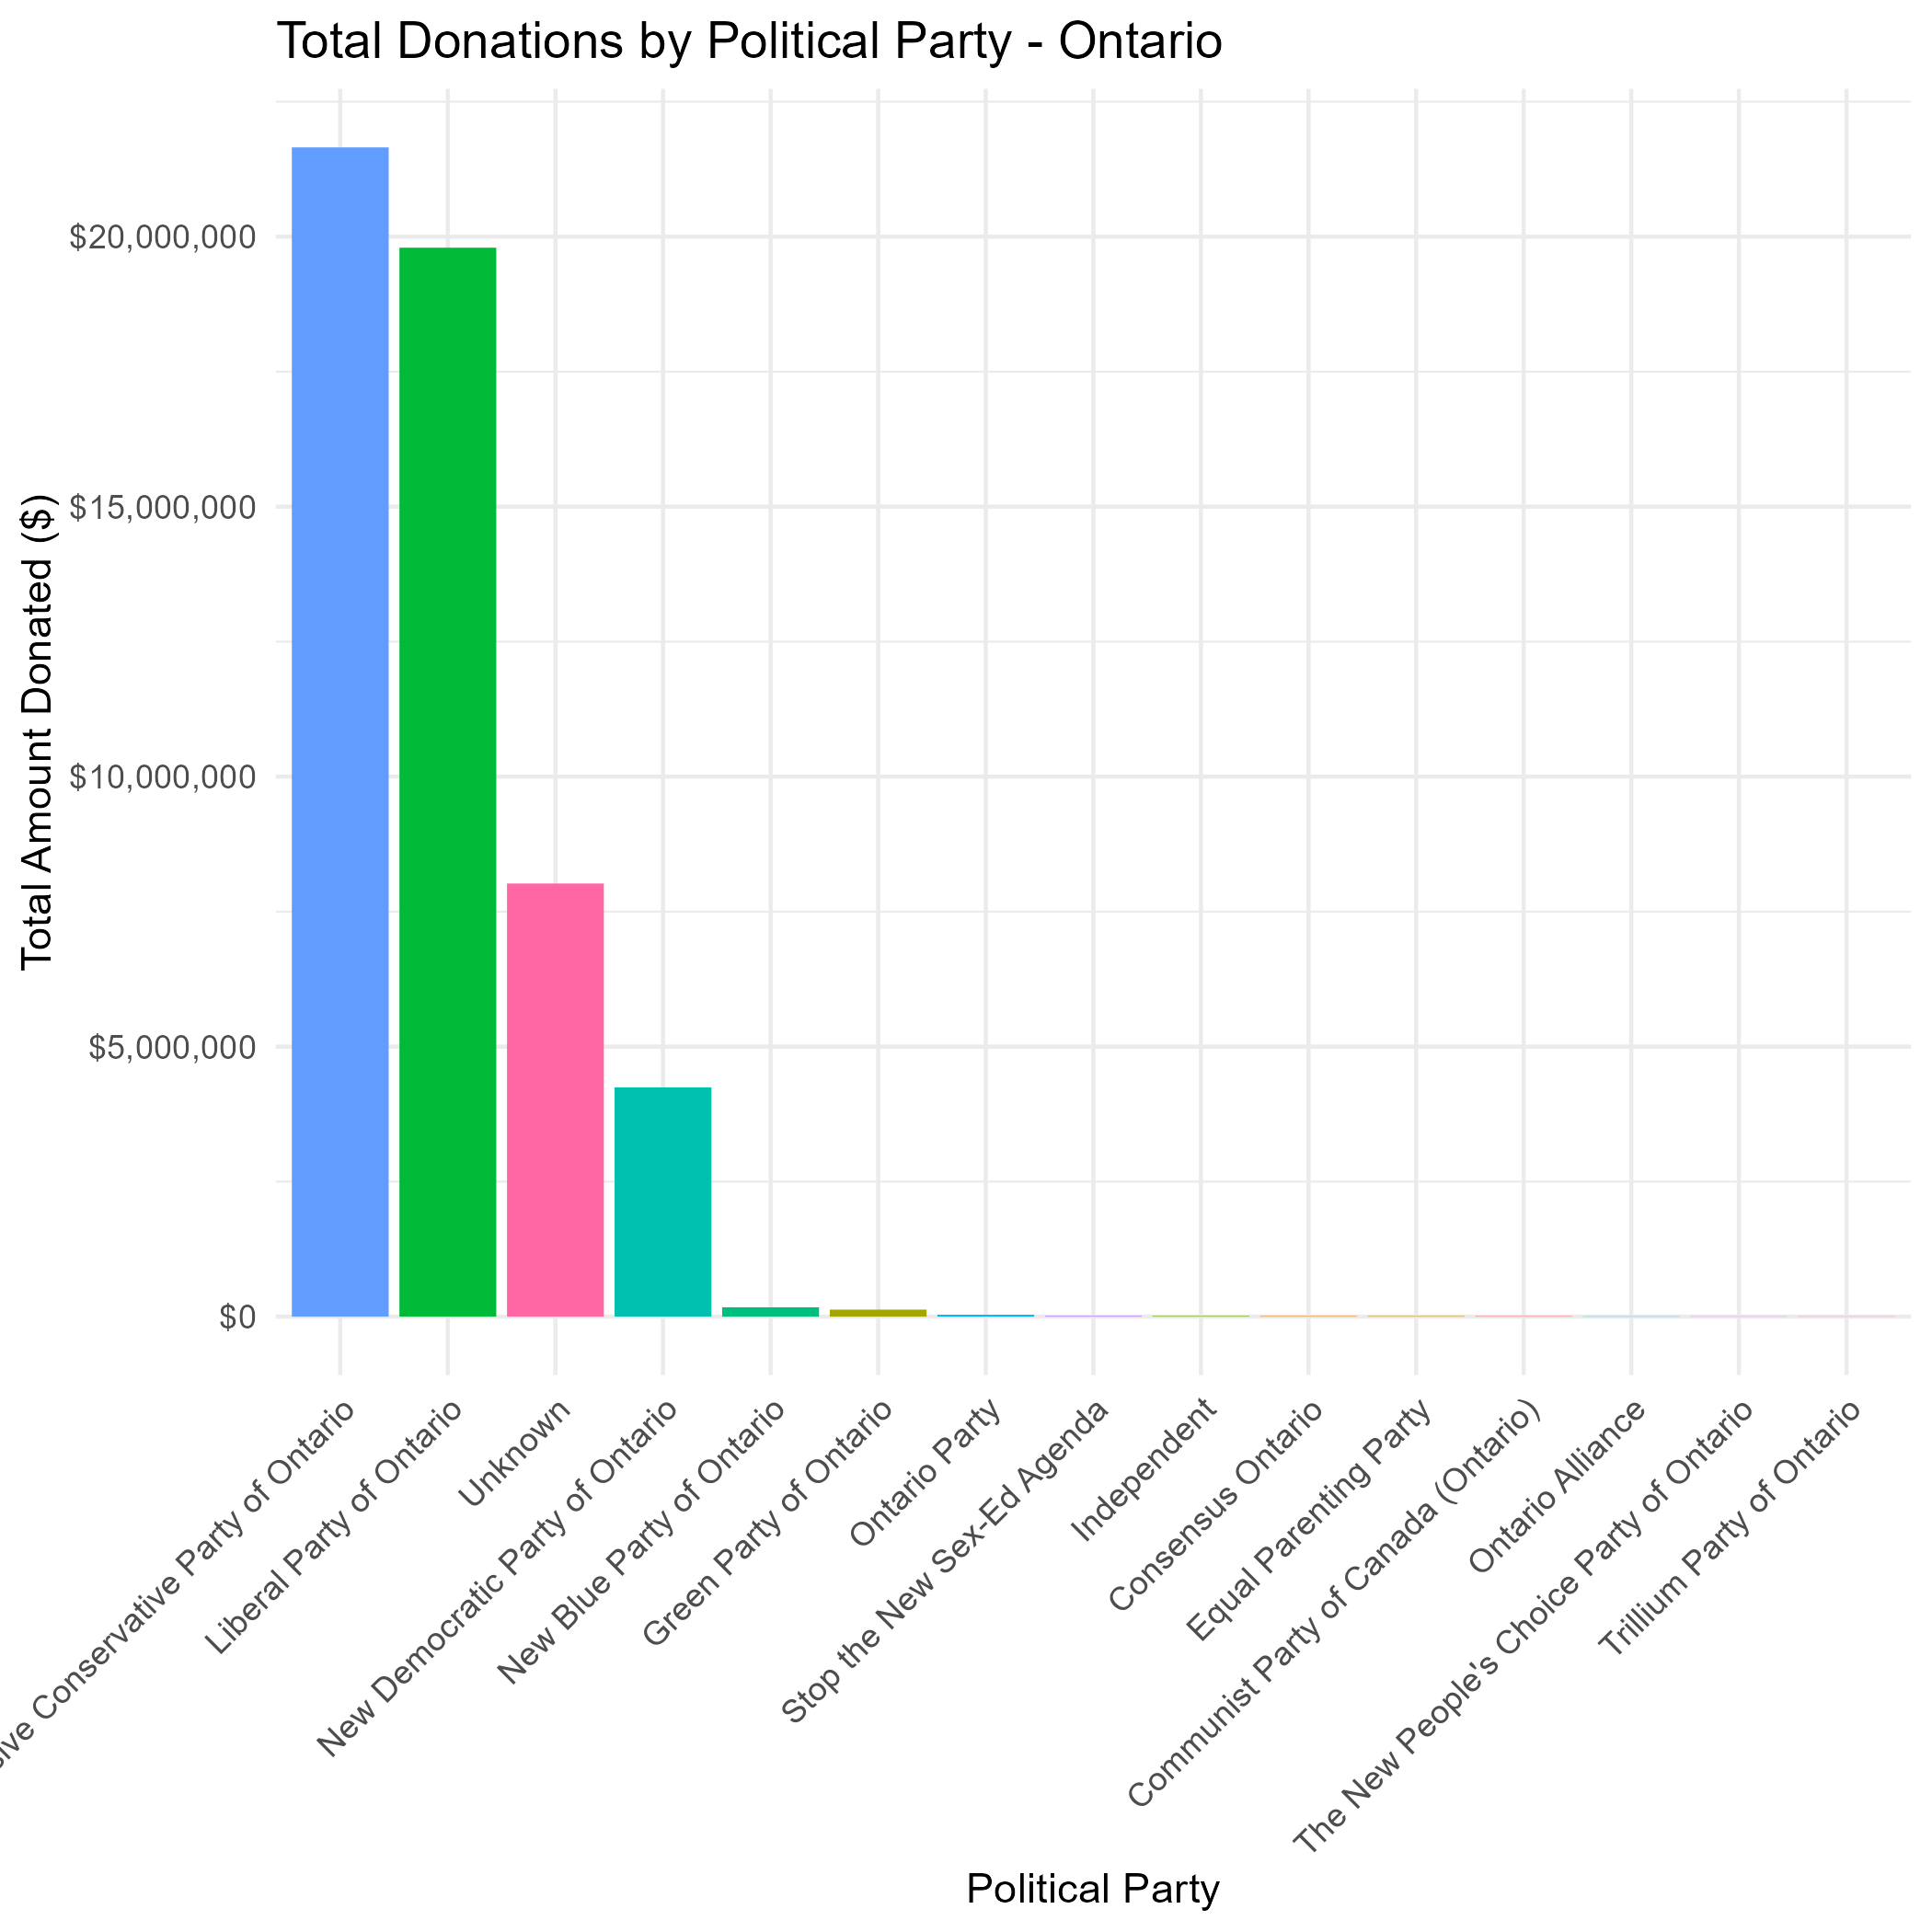 Total Donations by Political Party - Ontario
Total Amount Donated ($)
$20,000,000
$15,000,000
$10,000,000
$5,000,000
$0
ive Conservative Party of Ontario
Liberal Party of Ontario
Unknown
New Democratic Party of Ontario
New Blue Party of Ontario
Green Party of Ontario
Ontario Party
Stop the New Sex-Ed Agenda
Independent
Consensus Ontario
Equal Parenting Party
Communist Party of Canada (Ontario)
Ontario Alliance
The New People's Choice Party of Ontario
Trillium Party of Ontario
Political Party